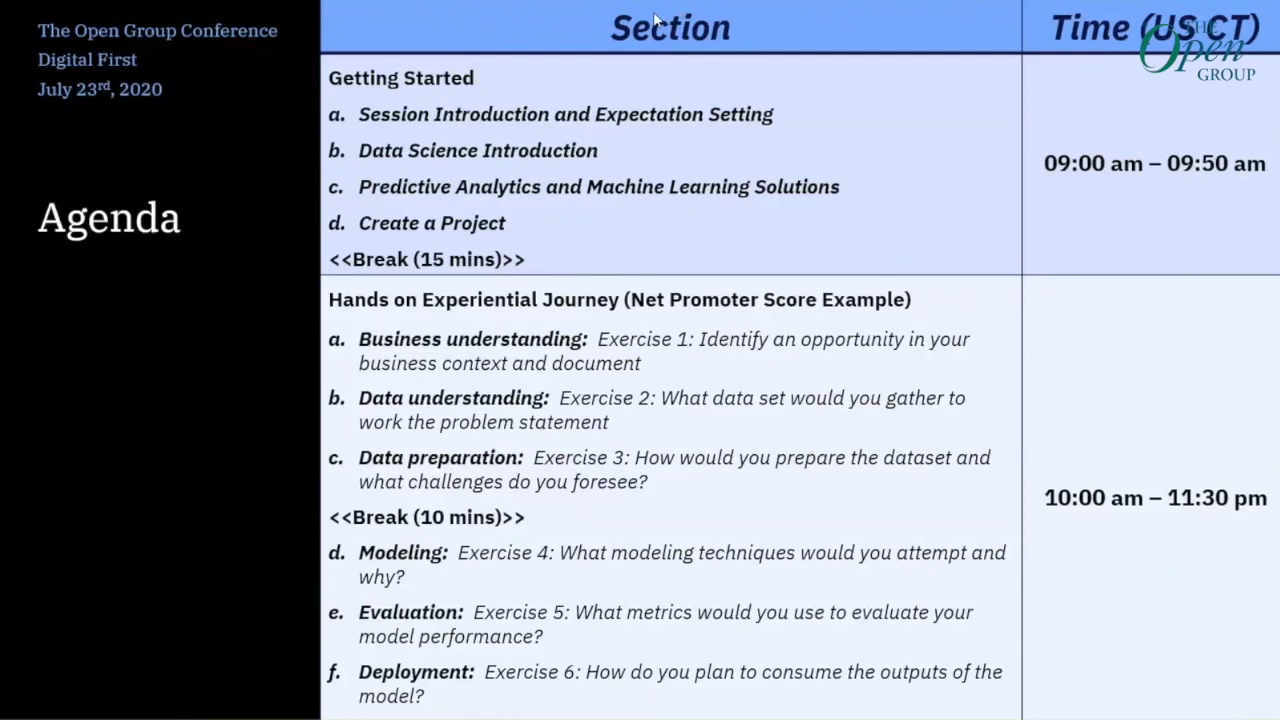 The Open Group Conference
Digital First
July 23rd, 2020
Agenda
Section
Time (US CT)
THE
Open
GROUP
Getting Started
a. Session Introduction and Expectation Setting
b. Data Science Introduction
c. Predictive Analytics and Machine Learning Solutions
d. Create a Project
<<Break (15 mins)>>
09:00 am – 09:50 am
Hands on Experiential Journey (Net Promoter Score Example)
a. Business understanding: Exercise 1: Identify an opportunity in your
business context and document
b. Data understanding: Exercise 2: What data set would you gather to
work the problem statement
c. Data preparation: Exercise 3: How would you prepare the dataset and
what challenges do you foresee?
<<Break (10 mins)>>
d. Modeling: Exercise 4: What modeling techniques would you attempt and
why?
e. Evaluation: Exercise 5: What metrics would you use to evaluate your
model performance?
f. Deployment: Exercise 6: How do you plan to consume the outputs of the
model?
10:00 am – 11:30 pm